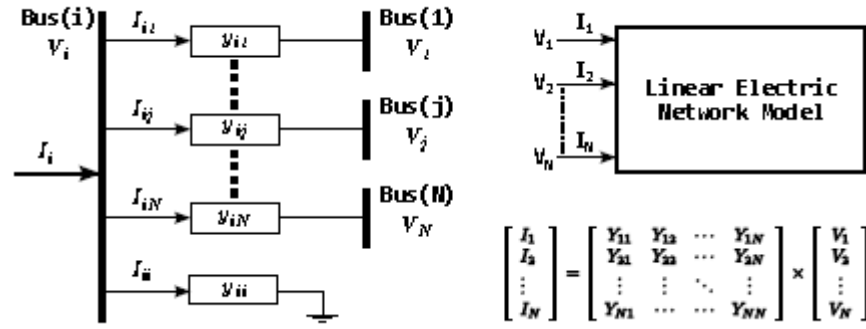 Bus(i)
V_i
I_i
I_i1
y_i1
Bus(1)
V_1
I_ij
y_ij
Bus(j)
V_j
I_iN
y_iN
Bus(N)
V_N
I_ii
y_ii
V_1 I_1
V_2 I_2
V_N I_N
Linear Electric
Network Model
[ I_1 ] [ Y_11 Y_12 ⋯ Y_1N ] [ V_1 ]
[ I_2 ] = [ Y_21 Y_22 ⋯ Y_2N ] × [ V_2 ]
[ ⋮ ] [ ⋮ ⋮ ⋱ ⋮ ] [ ⋮ ]
[ I_N ] [ Y_N1 ⋯ ⋯ Y_NN ] [ V_N ]